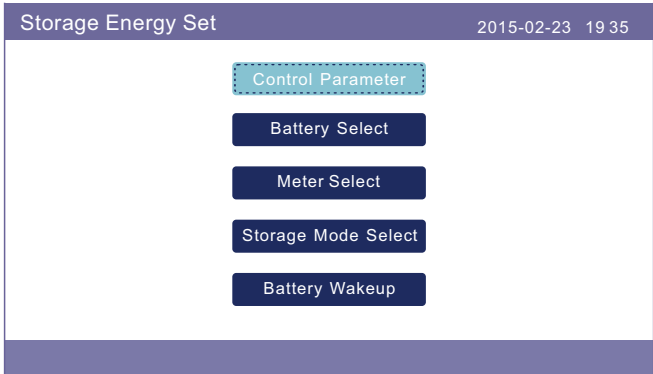 Storage Energy Set
2015-02-23 19 35
Control Parameter
Battery Select
Meter Select
Storage Mode Select
Battery Wakeup